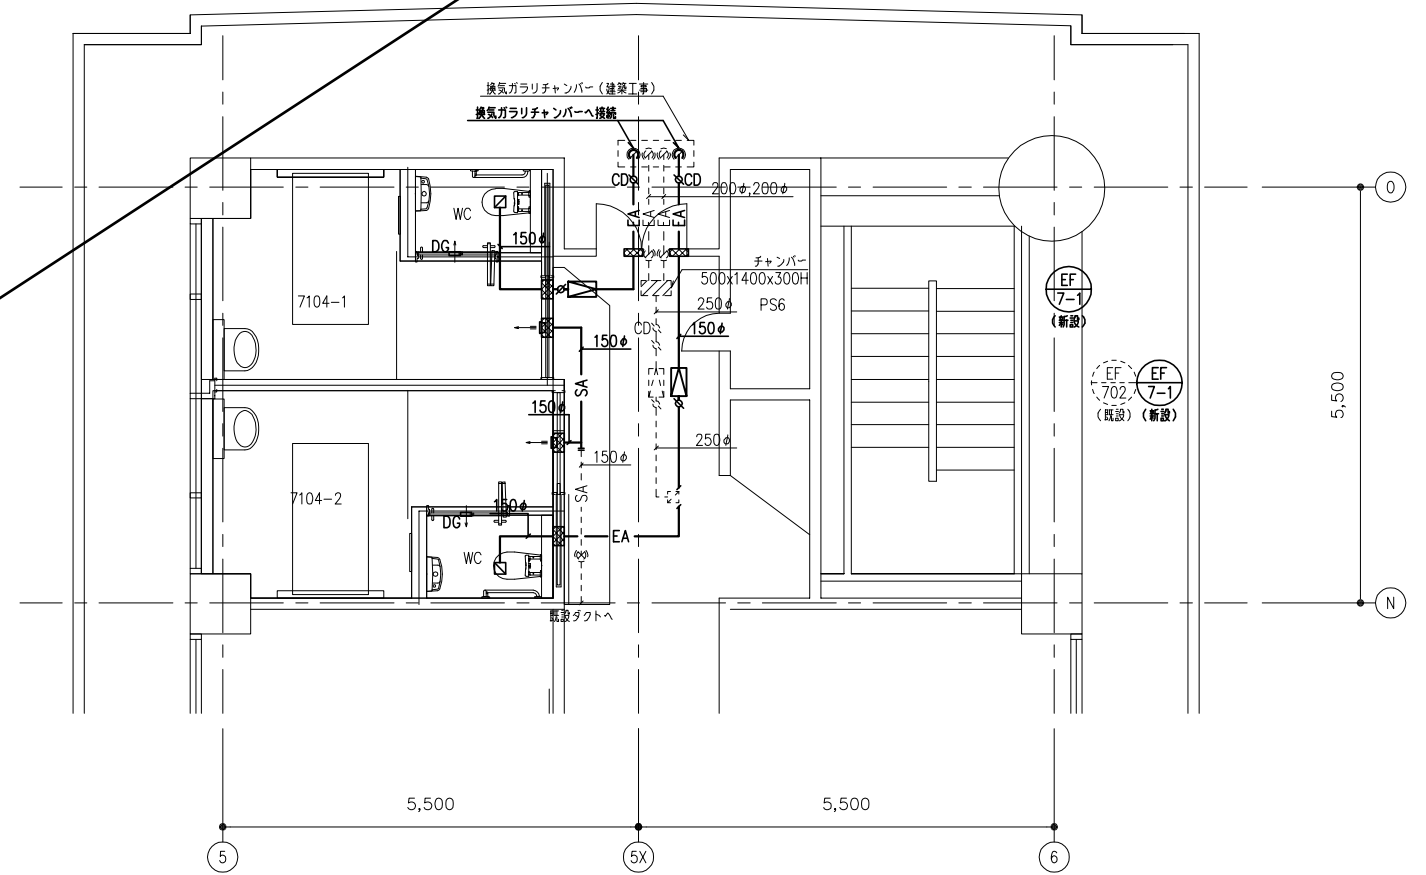 換気ガラリチャンバー(建築工事)
換気ガラリチャンバーへ接続
CD
CD
200φ,200φ
O
WC
EA
A
A
EA
DG
150φ
チャンバー
500x1400x300H
EF
7-1
(新設)
7104-1
250φ
PS6
CD
150φ
150φ
EF
702
(既設)
EF
7-1
(新設)
SA
5,500
150φ
250φ
150φ
SA
7104-2
150φ
DG
EA
WC
既設ダクトへ
N
5,500
5,500
5
5X
6